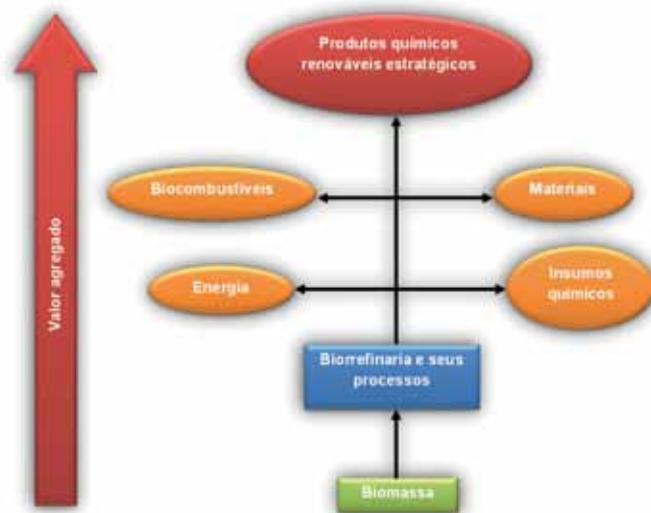 Produtos químicos
renováveis estratégicos
Biocombustíveis
Materiais
Valor agregado
Energia
Insumos
químicos
Biorrefinaria e seus
processos
Biomassa